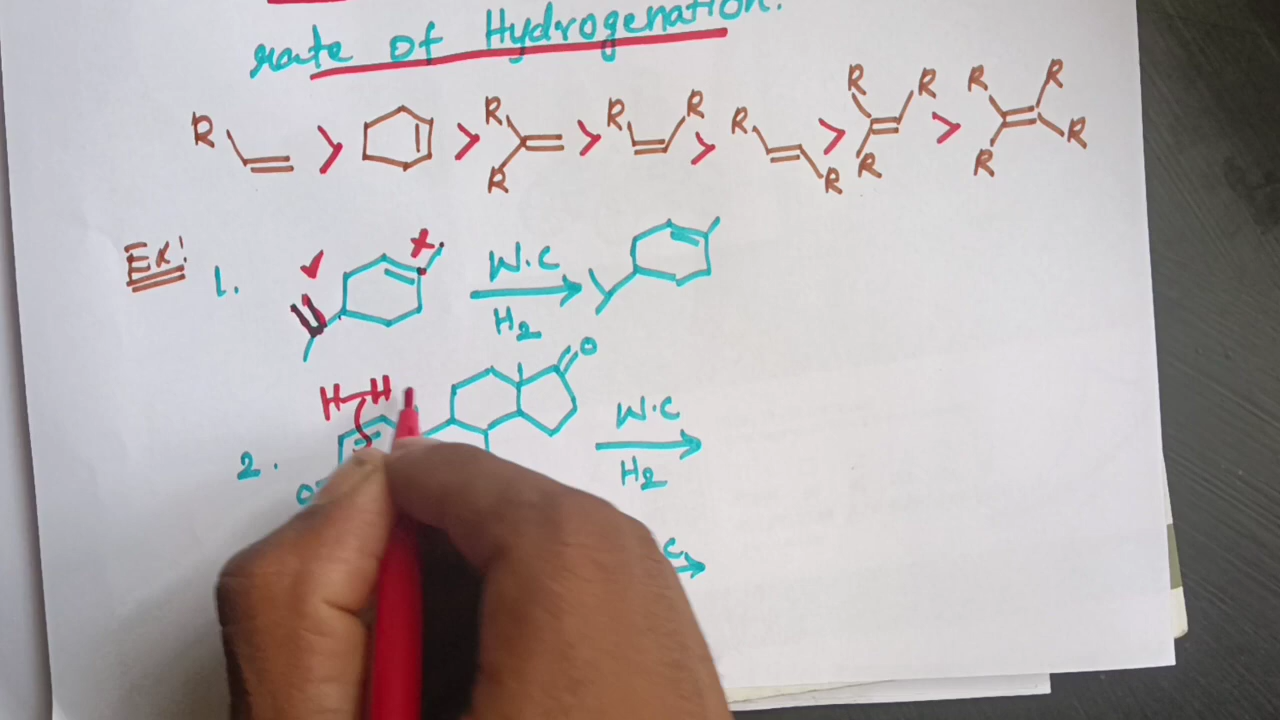 rate of Hydrogenation.
R > > R R > R R > R R > R R R > R R R R
Ex!
1. W.C
H2
H-H O
2. W.C
H2
O
C